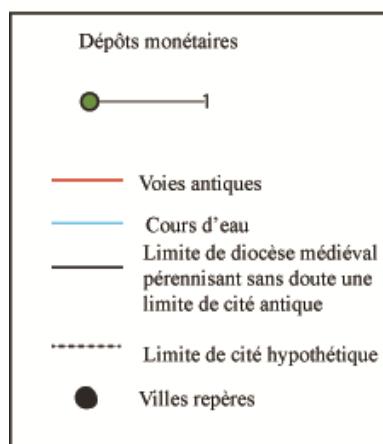 Dépôts monétaires
1
Voies antiques
Cours d'eau
Limite de diocèse médiéval
pérennisant sans doute une
limite de cité antique
Limite de cité hypothétique
Villes repères